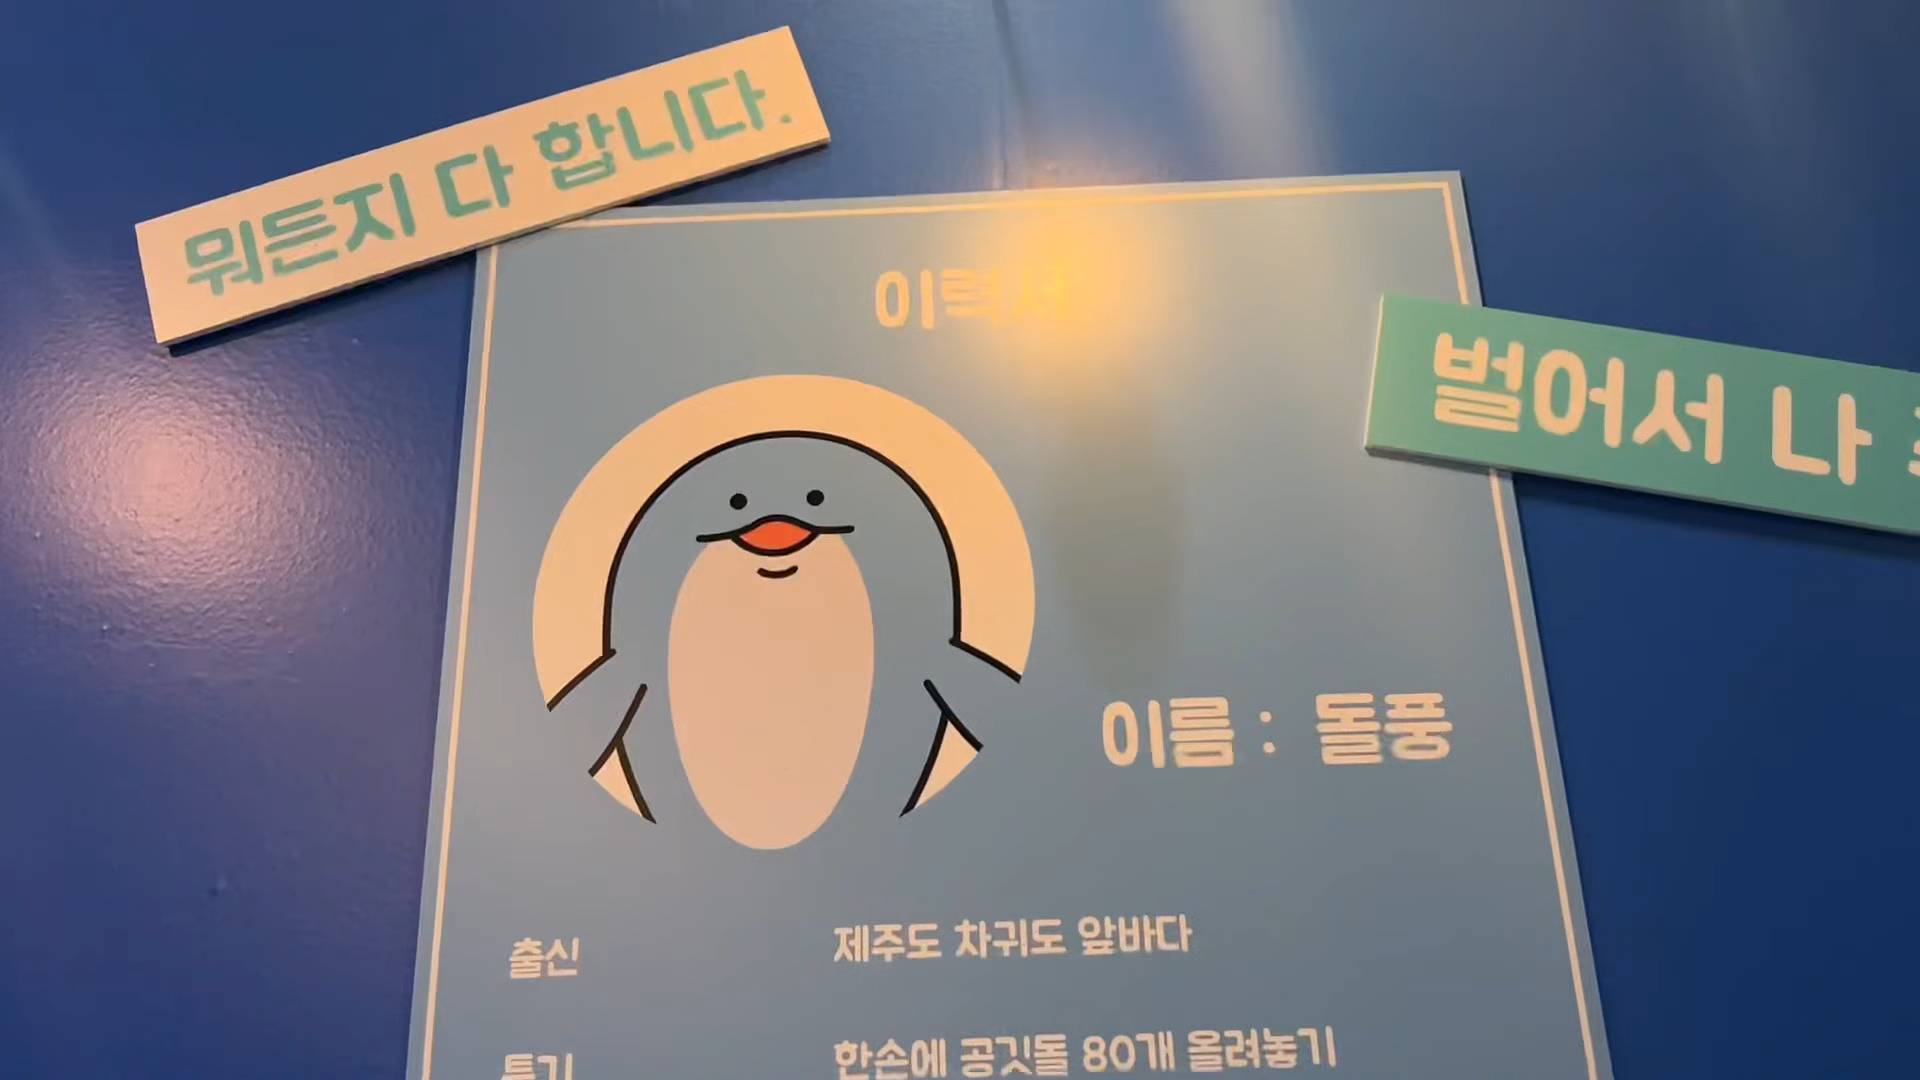 뭐든지 다 합니다.
이력서
벌어서 나
이름 : 돌풍
출신 제주도 차귀도 앞바다
특기 한손에 공깃돌 80개 올려놓기